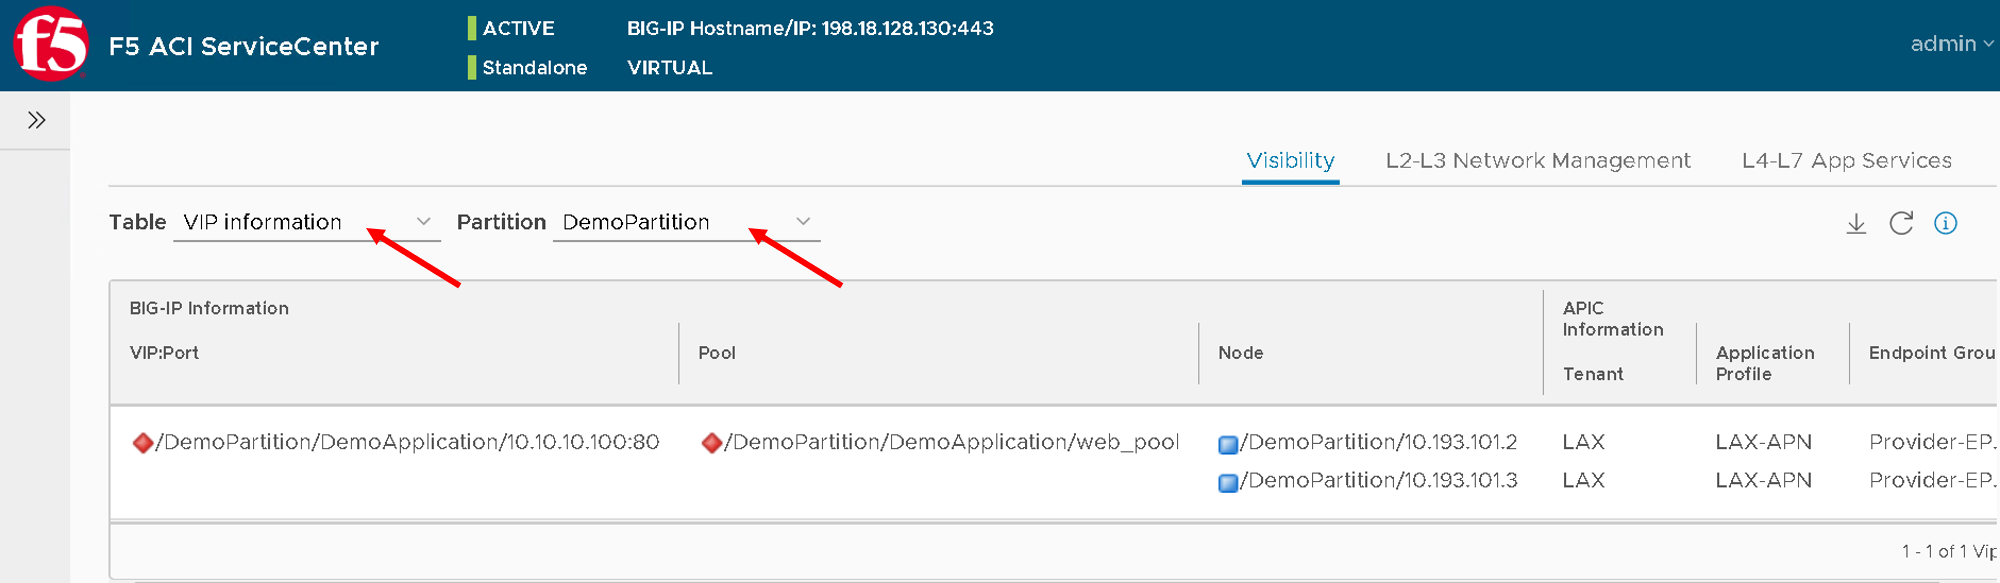 f5
F5 ACI ServiceCenter
ACTIVE
BIG-IP Hostname/IP: 198.18.128.130:443
Standalone
VIRTUAL
admin
Visibility
L2-L3 Network Management
L4-L7 App Services
Table
VIP information
Partition
DemoPartition
BIG-IP Information
APIC
Information
VIP:Port
Pool
Node
Tenant
Application
Profile
Endpoint Grou
/DemoPartition/DemoApplication/10.10.10.100:80
/DemoPartition/DemoApplication/web_pool
/DemoPartition/10.193.101.2
LAX
LAX-APN
Provider-EP.
/DemoPartition/10.193.101.3
LAX
LAX-APN
Provider-EP.
1 - 1 of 1 Vip